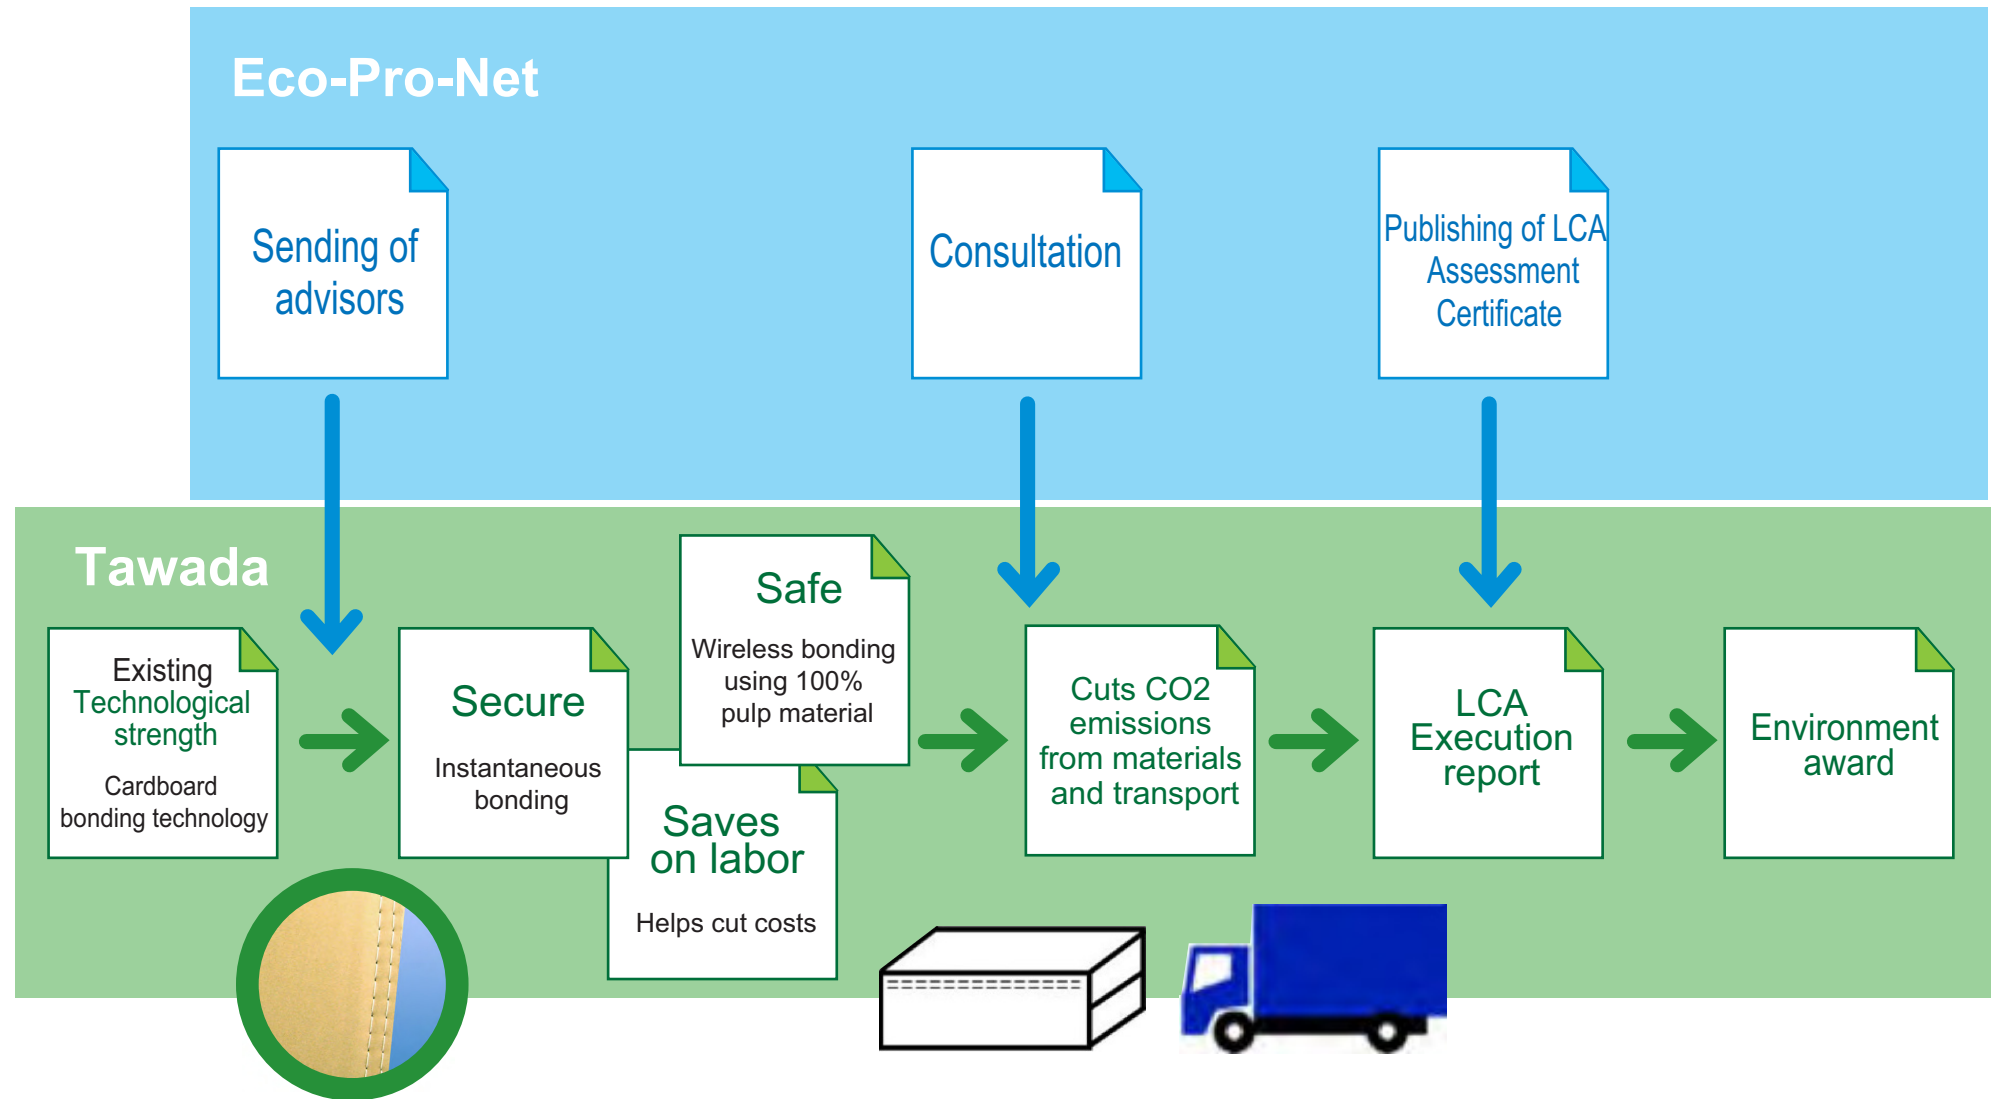 Eco-Pro-Net
Sending of
advisors
Consultation
Publishing of LCA
Assessment
Certificate
Tawada
Existing
Technological
strength
Cardboard
bonding technology
Secure
Instantaneous
bonding
Safe
Wireless bonding
using 100%
pulp material
Saves
on labor
Helps cut costs
Cuts CO2
emissions
from materials
and transport
LCA
Execution
report
Environment
award